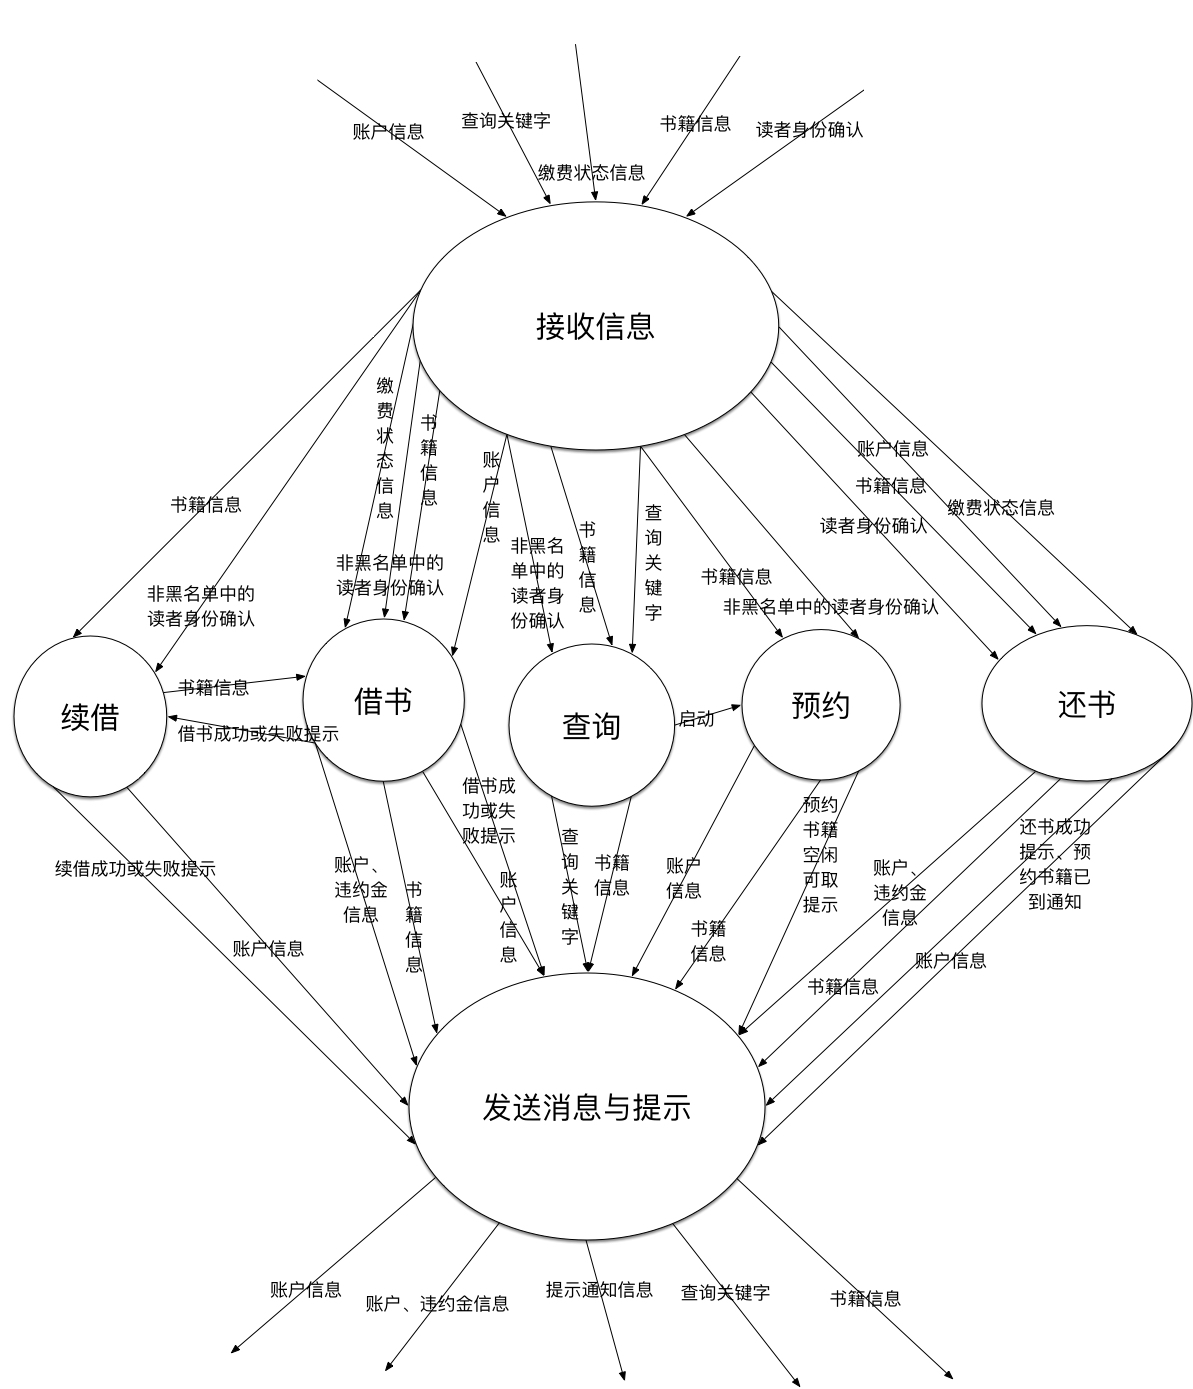 账户信息
查询关键字
缴费状态信息
书籍信息
读者身份确认
接收信息
书籍信息
非黑名单中的
读者身份确认
缴费状态信息
书籍信息
非黑名单中的
读者身份确认
账户信息
非黑名
单中的
读者身
份确认
书籍信息
查询关键字
书籍信息
非黑名单中的读者身份确认
账户信息
书籍信息
读者身份确认
缴费状态信息
续借
书籍信息
借书成功或失败提示
借书
查询
启动
预约
还书
续借成功或失败提示
账户信息
账户、
违约金
信息
书籍信息
借书成
功或失
败提示
账户信息
查询关键字
书籍
信息
账户
信息
书籍
信息
预约
书籍
空闲
可取
提示
账户、
违约金
信息
书籍信息
还书成功
提示、预
约书籍已
到通知
账户信息
发送消息与提示
账户信息
账户、违约金信息
提示通知信息
查询关键字
书籍信息